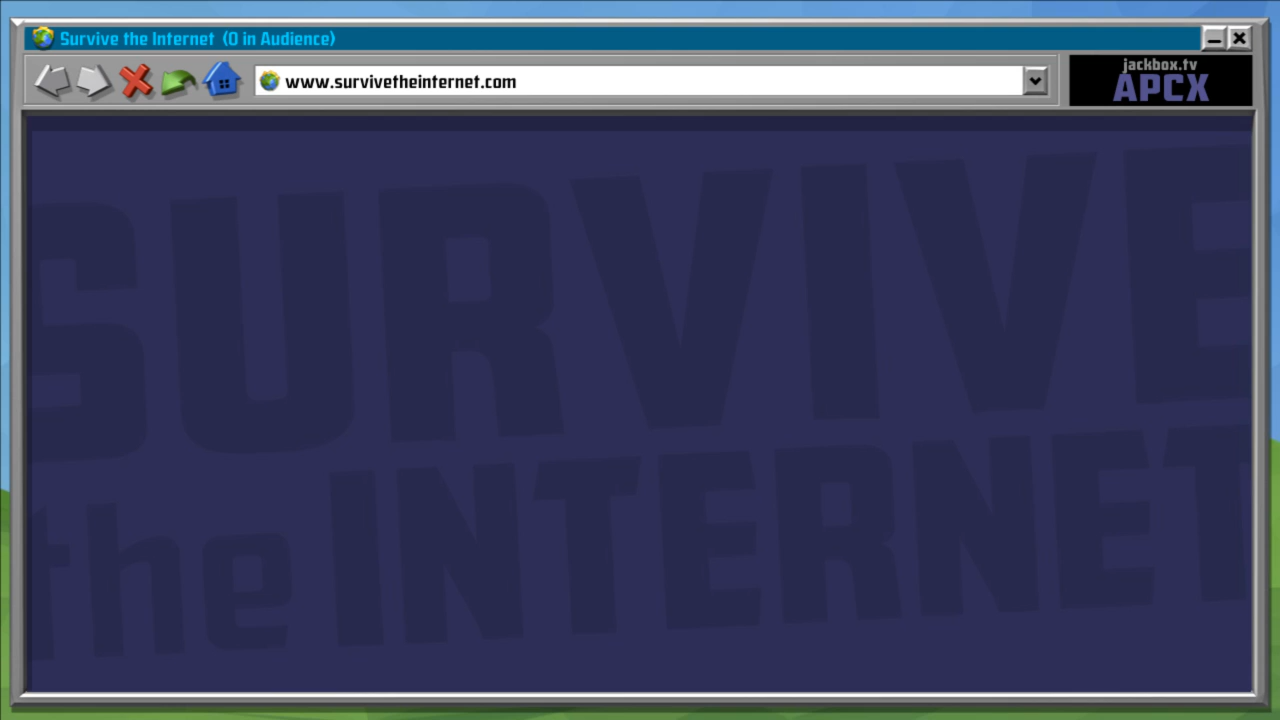 Survive the Internet (0 in Audience)
www.survivetheinternet.com
jackbox.tv
APCX
SURVIVE
the INTERNET